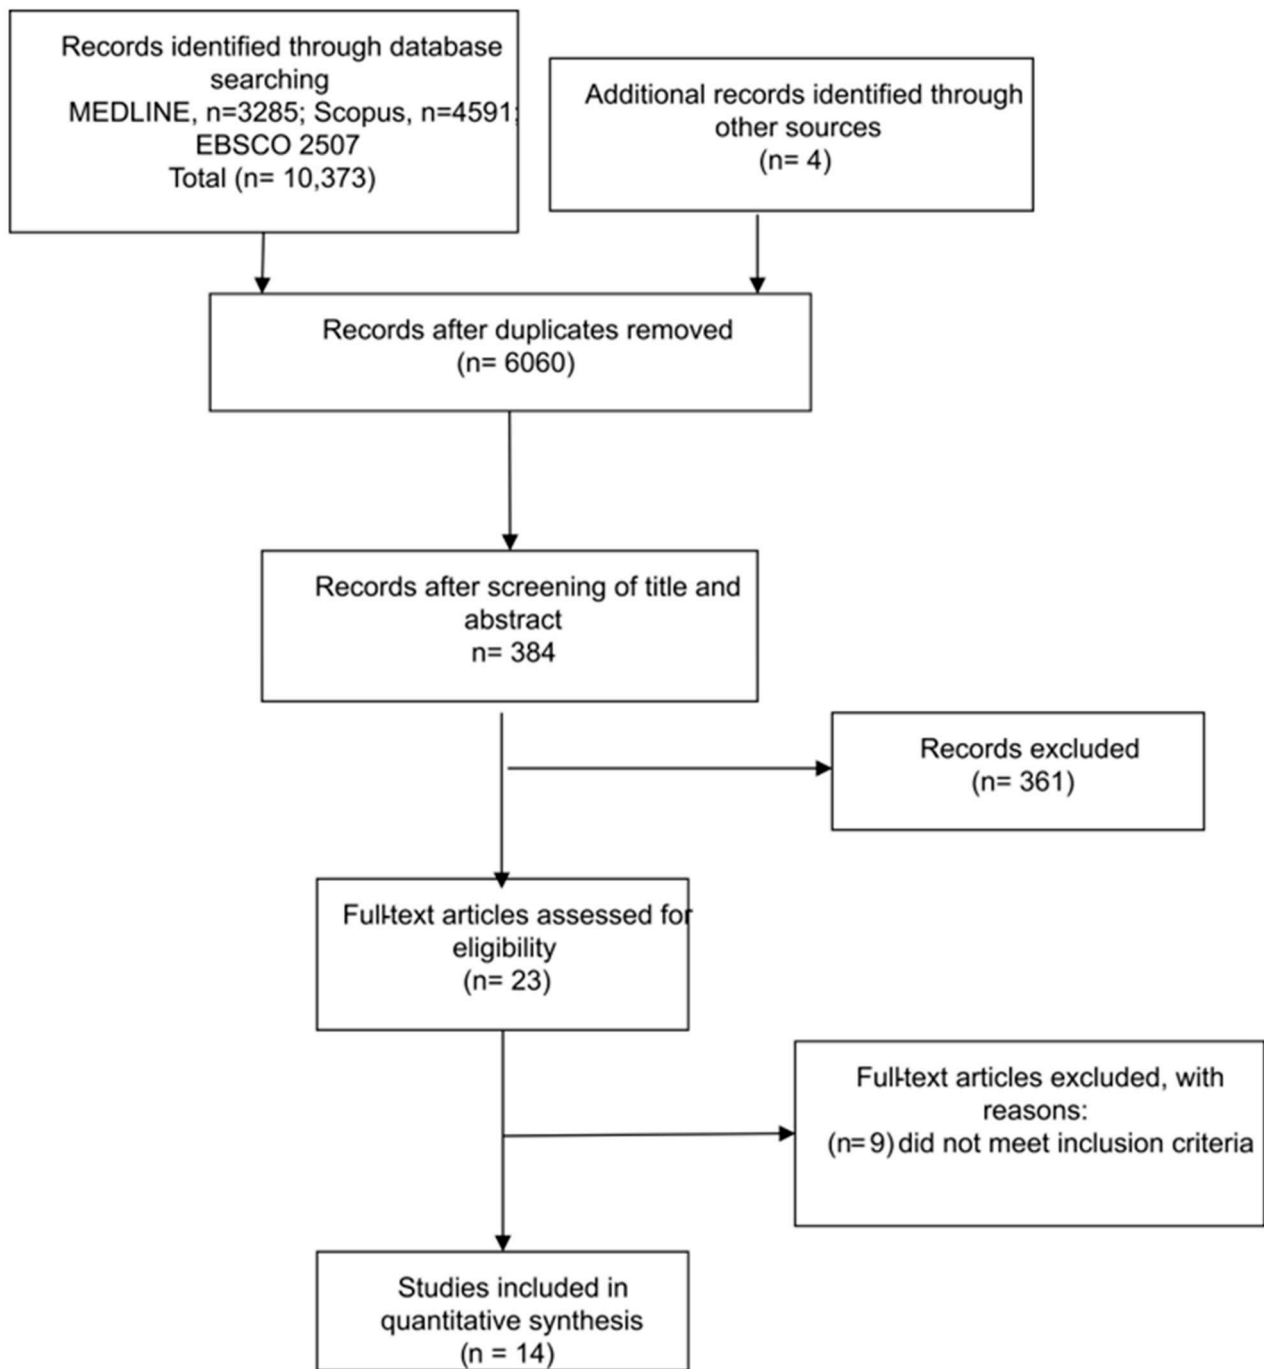 Records identified through database
searching
MEDLINE, n=3285; Scopus, n=4591;
EBSCO 2507
Total (n= 10,373)
Additional records identified through
other sources
(n= 4)
Records after duplicates removed
(n= 6060)
Records after screening of title and
abstract
n= 384
Records excluded
(n= 361)
Full-text articles assessed for
eligibility
(n= 23)
Full-text articles excluded, with
reasons:
(n= 9) did not meet inclusion criteria
Studies included in
quantitative synthesis
(n = 14)